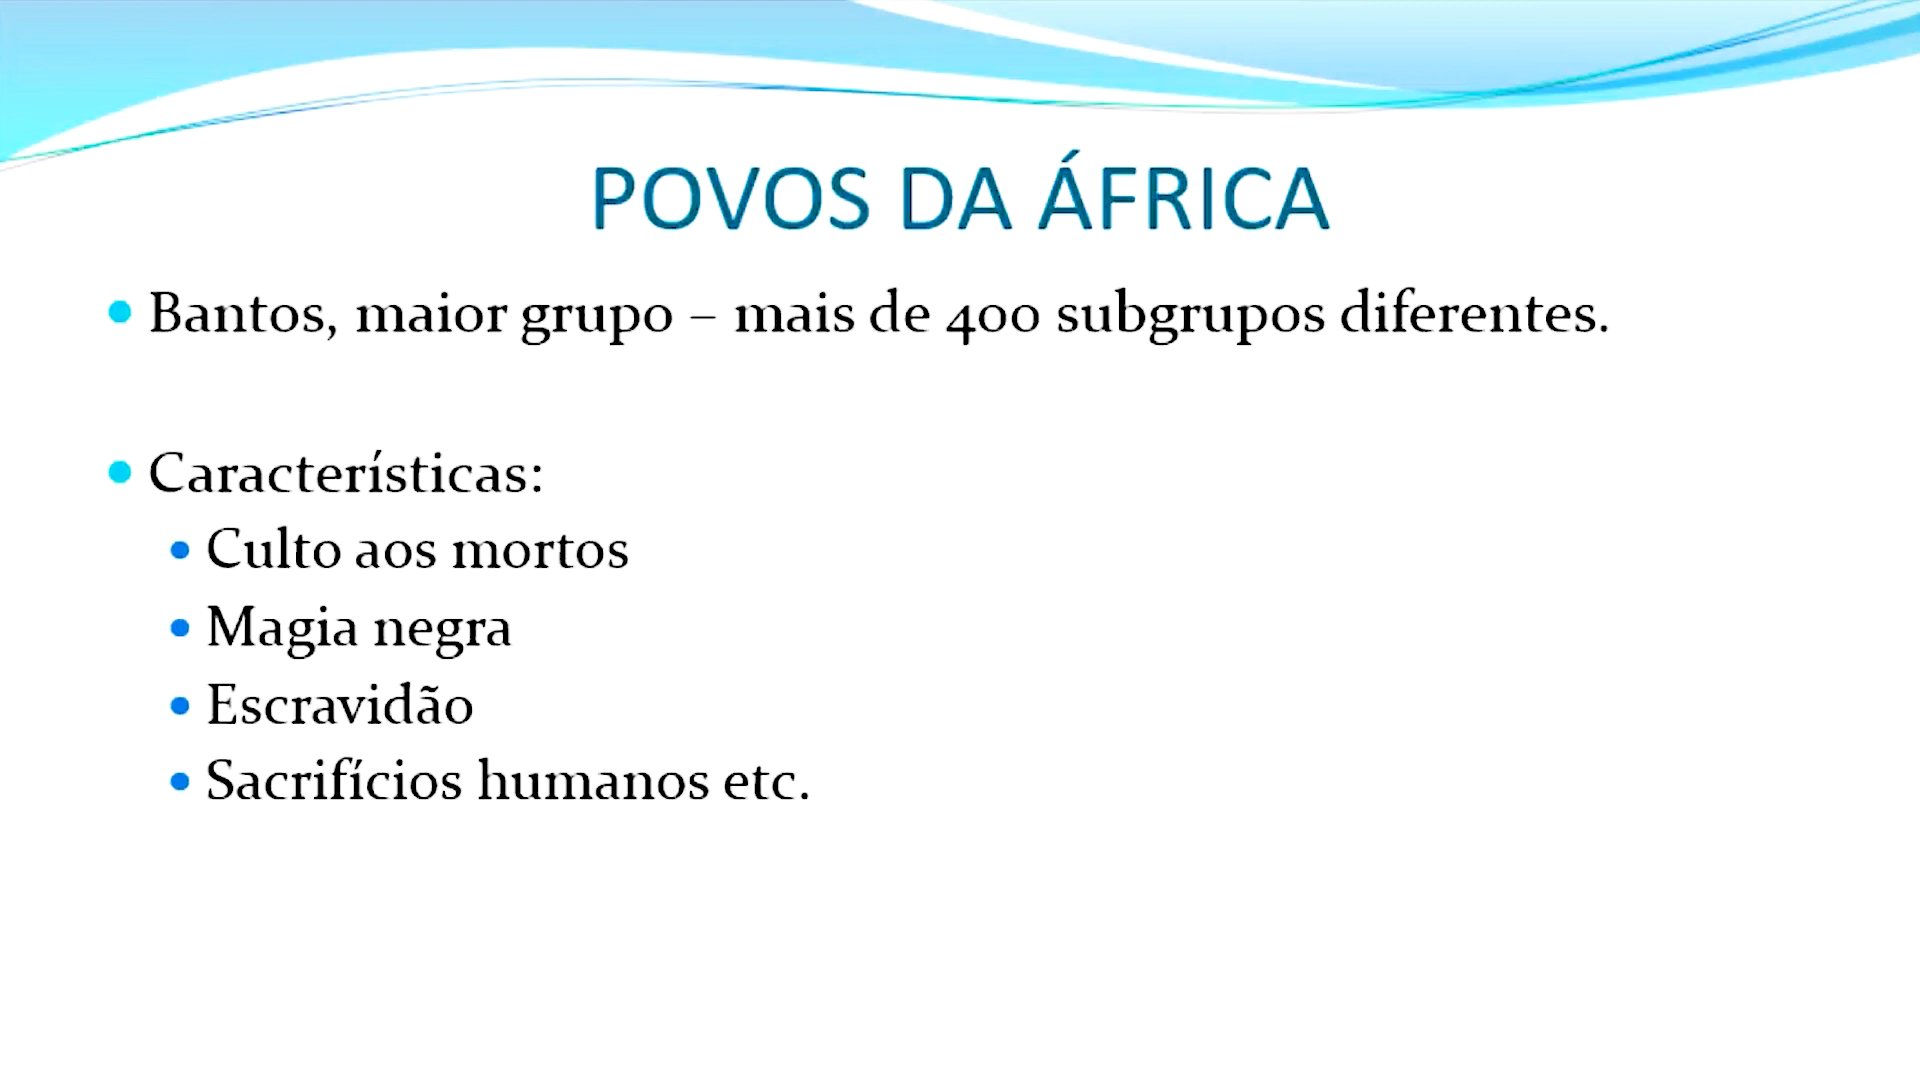 POVOS DA ÁFRICA
• Bantos, maior grupo – mais de 400 subgrupos diferentes.
• Características:
• Culto aos mortos
• Magia negra
• Escravidão
• Sacrifícios humanos etc.